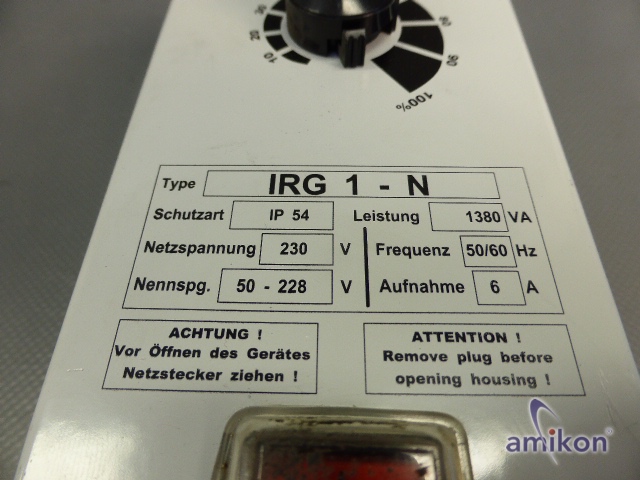 30
20
10
80
90
100%
Type IRG 1 - N
Schutzart IP 54 Leistung 1380 VA
Netzspannung 230 V Frequenz 50/60 Hz
Nennspg. 50 - 228 V Aufnahme 6 A
ACHTUNG !
Vor Öffnen des Gerätes
Netzstecker ziehen !
ATTENTION !
Remove plug before
opening housing !
amikon®